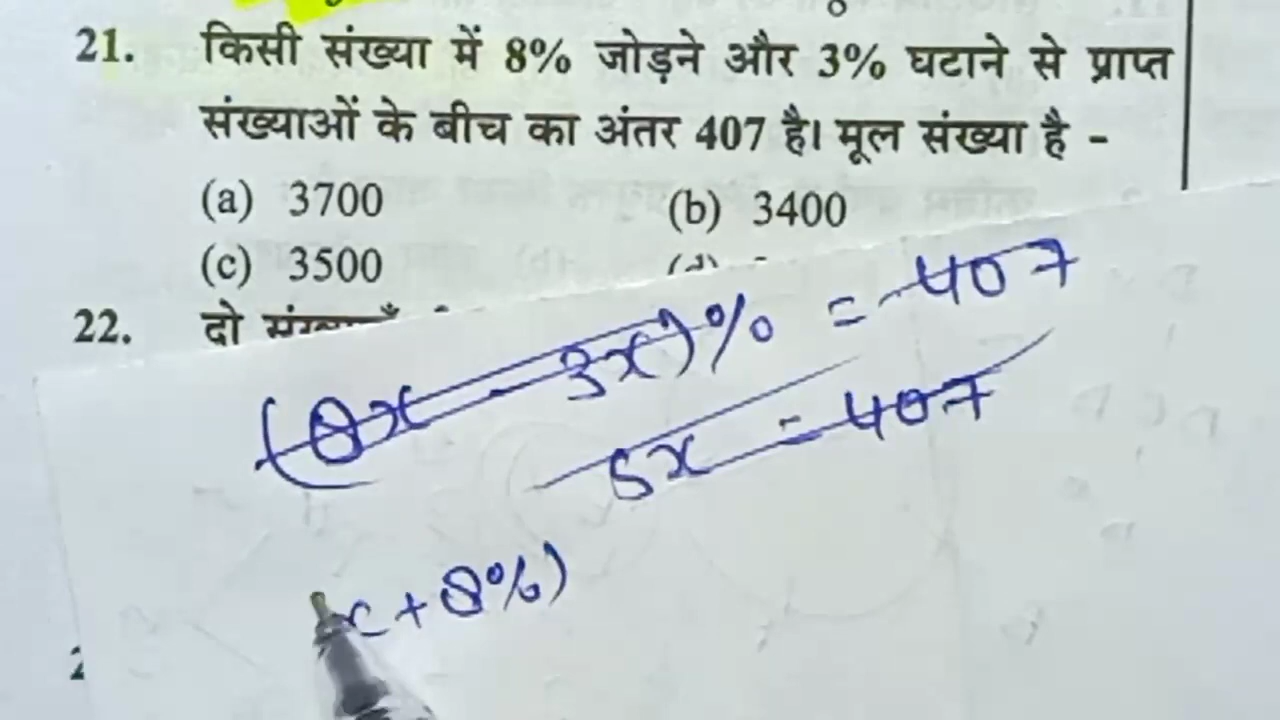 21. किसी संख्या में 8% जोड़ने और 3% घटाने से प्राप्त
संख्याओं के बीच का अंतर 407 है। मूल संख्या है -
(a) 3700 (b) 3400
(c) 3500 (d)
22. दो संख्याएँ
(8x - 3x)% = 407
5x = 407
x + 8%)